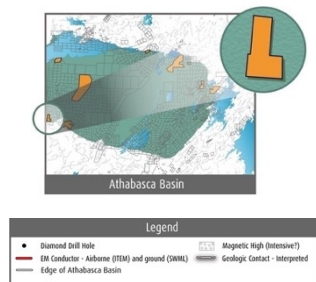 Athabasca Basin
Legend
Diamond Drill Hole
EM Conductor - Airborne (ITEM) and ground (SWML)
Edge of Athabasca Basin
Magnetic High (Intensive?)
Geologic Contact - Interpreted